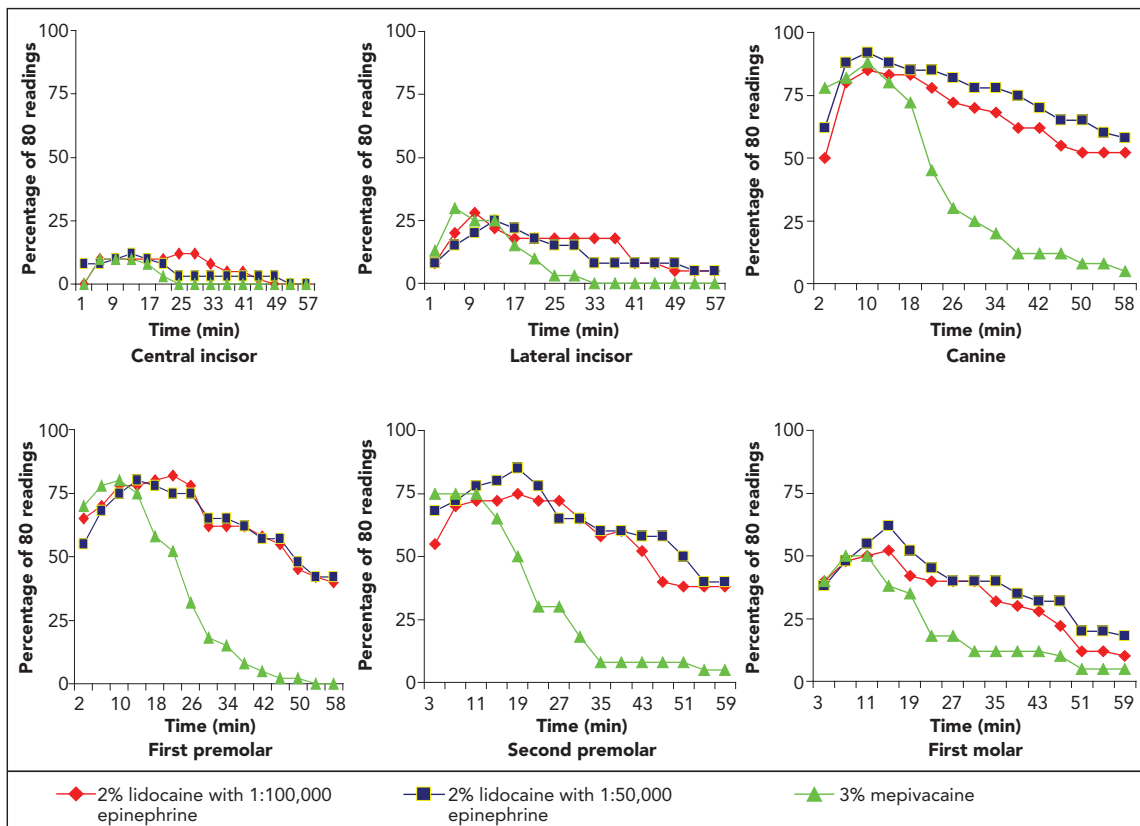 Percentage of 80 readings
100
75
50
25
0
1 9 17 25 33 41 49 57
Time (min)
Central incisor
Percentage of 80 readings
100
75
50
25
0
1 9 17 25 33 41 49 57
Time (min)
Lateral incisor
Percentage of 80 readings
100
75
50
25
0
2 10 18 26 34 42 50 58
Time (min)
Canine
Percentage of 80 readings
100
75
50
25
0
2 10 18 26 34 42 50 58
Time (min)
First premolar
Percentage of 80 readings
100
75
50
25
0
3 11 19 27 35 43 51 59
Time (min)
Second premolar
Percentage of 80 readings
100
75
50
25
0
3 11 19 27 35 43 51 59
Time (min)
First molar
2% lidocaine with 1:100,000
epinephrine
2% lidocaine with 1:50,000
epinephrine
3% mepivacaine